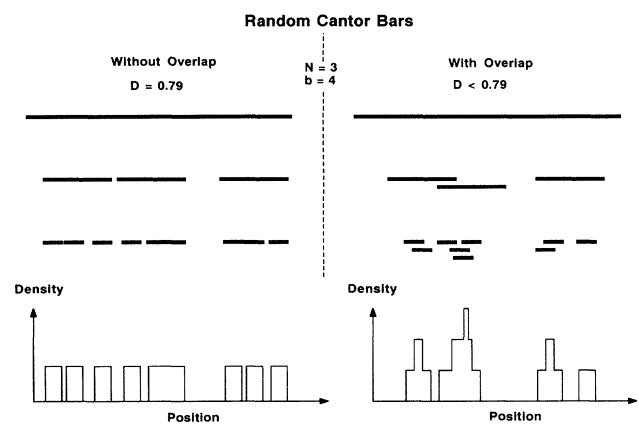 Random Cantor Bars
Without Overlap
D = 0.79
N = 3
b = 4
With Overlap
D < 0.79
Density
Position
Density
Position